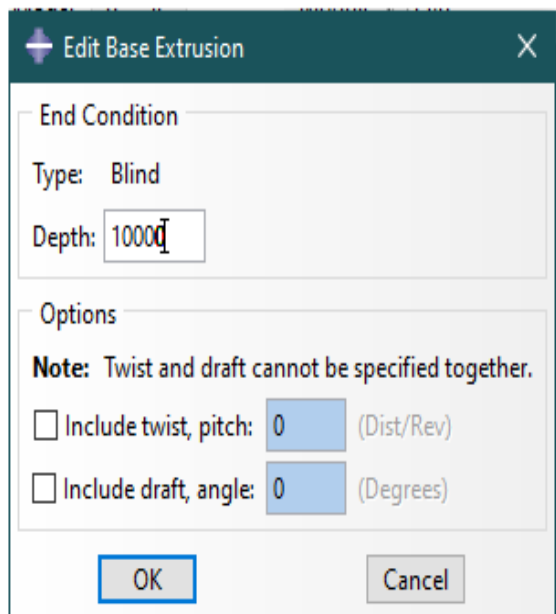 Edit Base Extrusion
End Condition
Type: Blind
Depth: 10000
Options
Note: Twist and draft cannot be specified together.
Include twist, pitch: 0 (Dist/Rev)
Include draft, angle: 0 (Degrees)
OK Cancel